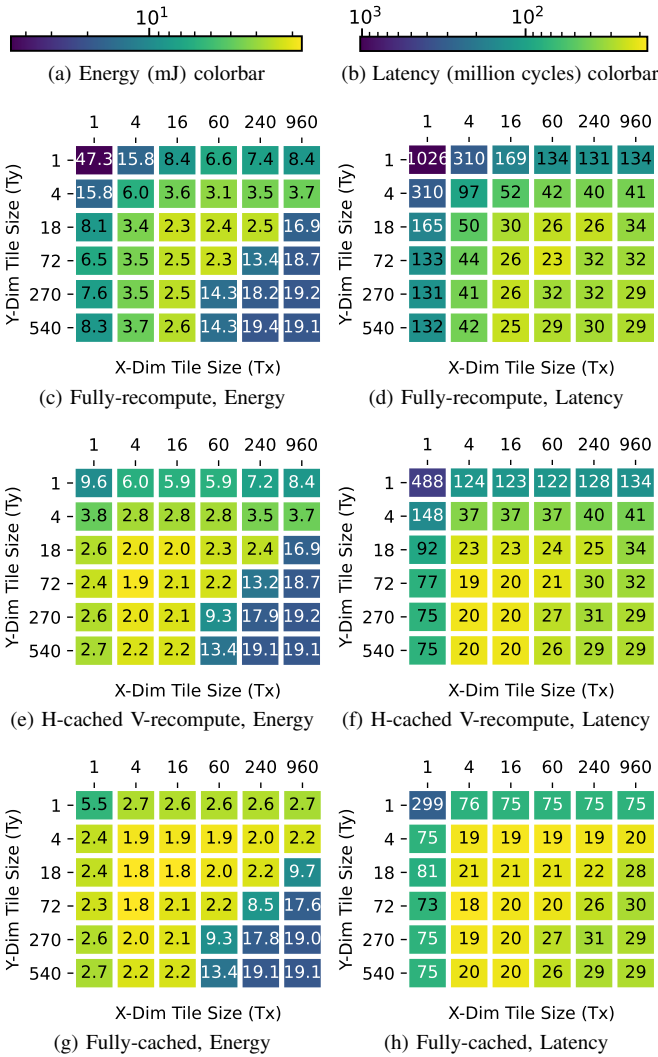 10¹
(a) Energy (mJ) colorbar
10³ 10²
(b) Latency (million cycles) colorbar
1 4 16 60 240 960
Y-Dim Tile Size (Ty)
1 47.3 15.8 8.4 6.6 7.4 8.4
4 15.8 6.0 3.6 3.1 3.5 3.7
18 8.1 3.4 2.3 2.4 2.5 16.9
72 6.5 3.5 2.5 2.3 13.4 18.7
270 7.6 3.5 2.5 14.3 18.2 19.2
540 8.3 3.7 2.6 14.3 19.4 19.1
X-Dim Tile Size (Tx)
(c) Fully-recompute, Energy
1 4 16 60 240 960
Y-Dim Tile Size (Ty)
1 1026 310 169 134 131 134
4 310 97 52 42 40 41
18 165 50 30 26 26 34
72 133 44 26 23 32 32
270 131 41 26 32 32 29
540 132 42 25 29 30 29
X-Dim Tile Size (Tx)
(d) Fully-recompute, Latency
1 4 16 60 240 960
Y-Dim Tile Size (Ty)
1 9.6 6.0 5.9 5.9 7.2 8.4
4 3.8 2.8 2.8 2.8 3.5 3.7
18 2.6 2.0 2.0 2.3 2.4 16.9
72 2.4 1.9 2.1 2.2 13.2 18.7
270 2.6 2.0 2.1 9.3 17.9 19.2
540 2.7 2.2 2.2 13.4 19.1 19.1
X-Dim Tile Size (Tx)
(e) H-cached V-recompute, Energy
1 4 16 60 240 960
Y-Dim Tile Size (Ty)
1 488 124 123 122 128 134
4 148 37 37 37 40 41
18 92 23 23 24 25 34
72 77 19 20 21 30 32
270 75 20 20 27 31 29
540 75 20 20 26 29 29
X-Dim Tile Size (Tx)
(f) H-cached V-recompute, Latency
1 4 16 60 240 960
Y-Dim Tile Size (Ty)
1 5.5 2.7 2.6 2.6 2.6 2.7
4 2.4 1.9 1.9 1.9 2.0 2.2
18 2.4 1.8 1.8 2.0 2.2 9.7
72 2.3 1.8 2.1 2.2 8.5 17.6
270 2.6 2.0 2.1 9.3 17.8 19.0
540 2.7 2.2 2.2 13.4 19.1 19.1
X-Dim Tile Size (Tx)
(g) Fully-cached, Energy
1 4 16 60 240 960
Y-Dim Tile Size (Ty)
1 299 76 75 75 75 75
4 75 19 19 19 19 20
18 81 21 21 21 22 28
72 73 18 20 20 26 30
270 75 19 20 27 31 29
540 75 20 20 26 29 29
X-Dim Tile Size (Tx)
(h) Fully-cached, Latency